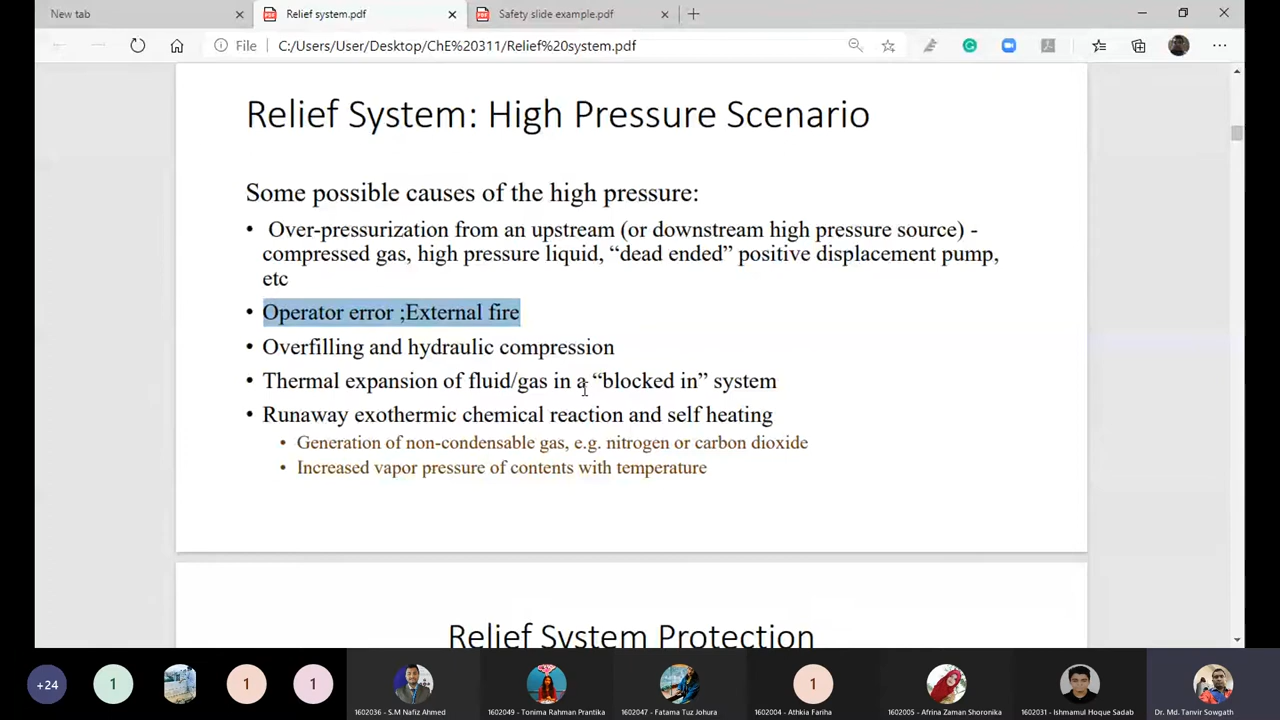 New tab
Relief system.pdf
Safety slide example.pdf
File
C:/Users/User/Desktop/ChE%20311/Relief%20system.pdf
Relief System: High Pressure Scenario
Some possible causes of the high pressure:
• Over-pressurization from an upstream (or downstream high pressure source) -
compressed gas, high pressure liquid, “dead ended” positive displacement pump,
etc
• Operator error ;External fire
• Overfilling and hydraulic compression
• Thermal expansion of fluid/gas in a “blocked in” system
• Runaway exothermic chemical reaction and self heating
• Generation of non-condensable gas, e.g. nitrogen or carbon dioxide
• Increased vapor pressure of contents with temperature
Relief System Protection
+24
1
1
1
1
1602036 - S.M Nafiz Ahmed
1602049 - Tonima Rahman Prantika
1602047 - Fatama Tuz Johura
1602004 - Athkia Fariha
1602005 - Afrina Zaman Shoronika
1602031 - Ishmamul Hoque Sadab
Dr. Md. Tanvir Sowgath